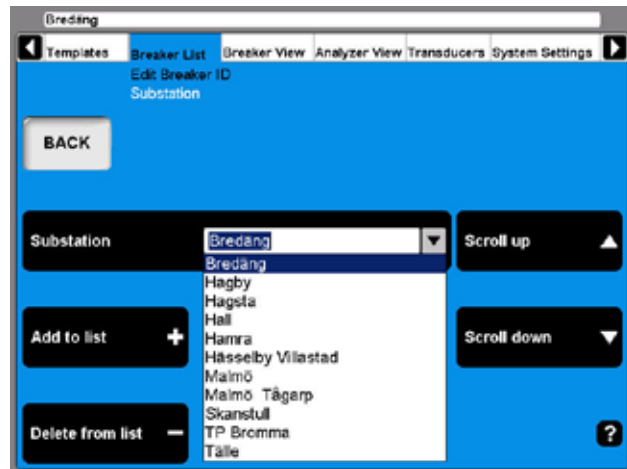 Bredäng
Templates Breaker List Breaker View Analyzer View Transducers System Settings
Edit Breaker ID
Substation
BACK
Substation Bredäng Scroll up
Bredäng
Hagby
Hagsta
Hall
Add to list + Hamra Scroll down
Hässelby Villastad
Malmö
Malmö Tågarp
Skanstull
Delete from list – TP Bromma ?
Tälle